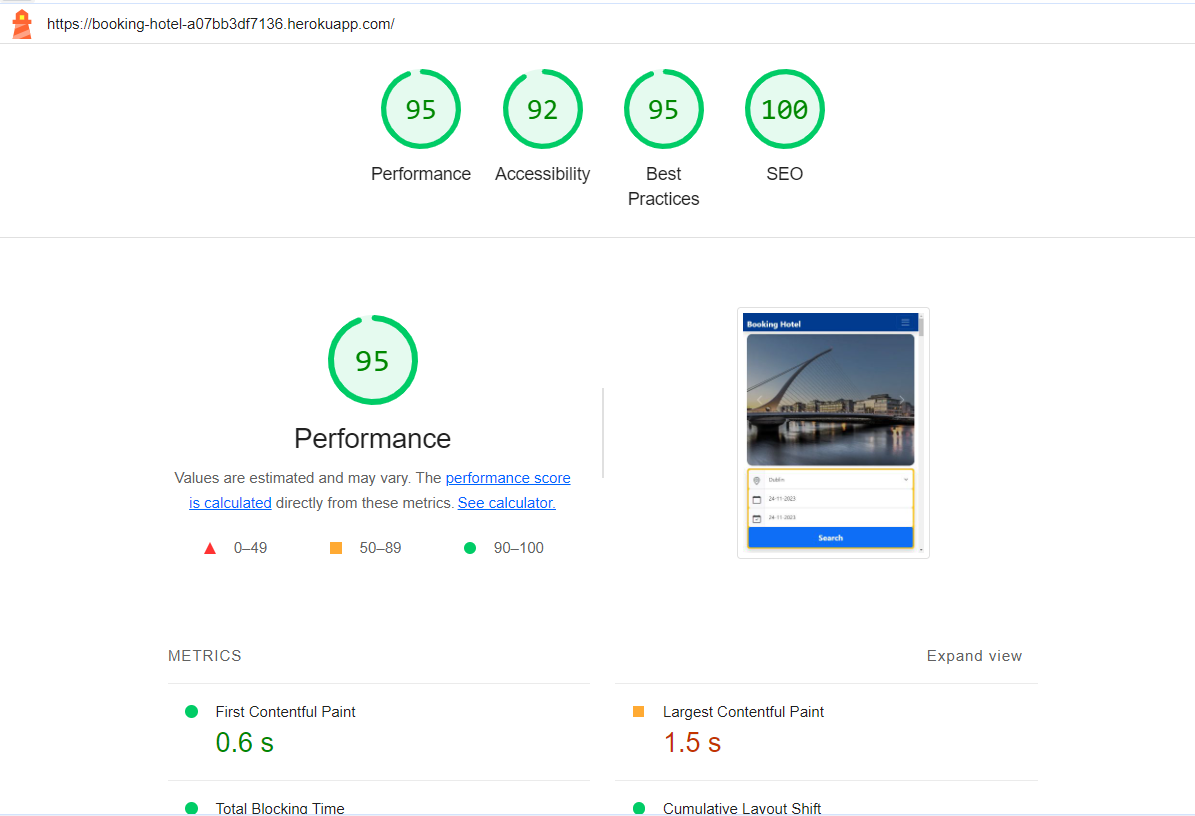 https://booking-hotel-a07bb3df7136.herokuapp.com/
95
92
95
100
Performance
Accessibility
Best
Practices
SEO
95
Performance
Values are estimated and may vary. The performance score
is calculated directly from these metrics. See calculator.
0–49
50–89
90–100
Booking Hotel
Dublin
24-11-2023
24-11-2023
Search
METRICS
Expand view
First Contentful Paint
0.6 s
Largest Contentful Paint
1.5 s
Total Blocking Time
Cumulative Layout Shift